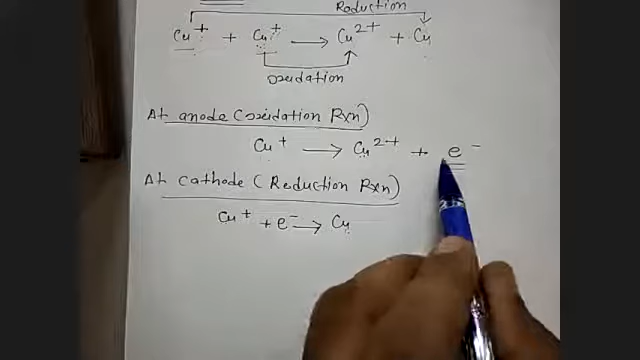 Reduction
Cu+ + Cu+ → Cu2+ + Cu
oxidation
At anode (oxidation Rxn)
Cu+ → Cu2+ + e−
At cathode (Reduction Rxn)
Cu+ + e− → Cu